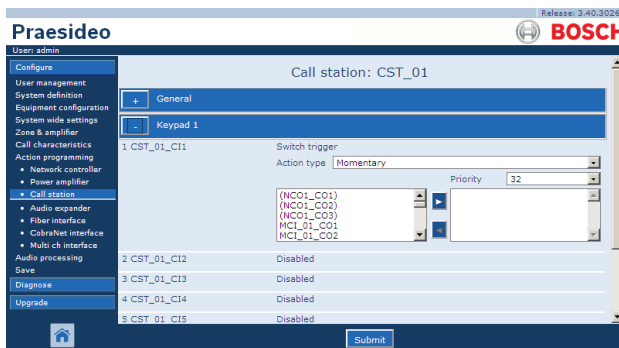 Release: 3.40.3026
Praesideo
BOSCH
User: admin
Configure
User management
System definition
Equipment configuration
System wide settings
Zone & amplifier
Call characteristics
Action programming
• Network controller
• Power amplifier
• Call station
• Audio expander
• Fiber interface
• CobraNet interface
• Multi ch interface
Audio processing
Save
Diagnose
Upgrade
Call station: CST_01
+ General
- Keypad 1
1 CST_01_CI1 Switch trigger
Action type Momentary
Priority 32
(NCO1_CO1)
(NCO1_CO2)
(NCO1_CO3)
MCI_01_CO1
MCI_01_CO2
2 CST_01_CI2 Disabled
3 CST_01_CI3 Disabled
4 CST_01_CI4 Disabled
5 CST_01_CI5 Disabled
Submit